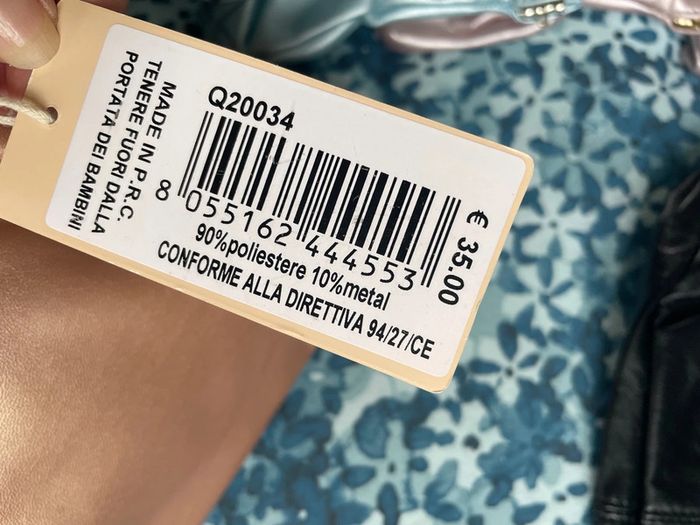 Q20034
8 055162 444553
€ 35.00
90%poliestere 10%metal
CONFORME ALLA DIRETTIVA 94/27/CE
MADE IN P.R.C.
TENERE FUORI DALLA
PORTATA DEI BAMBINI